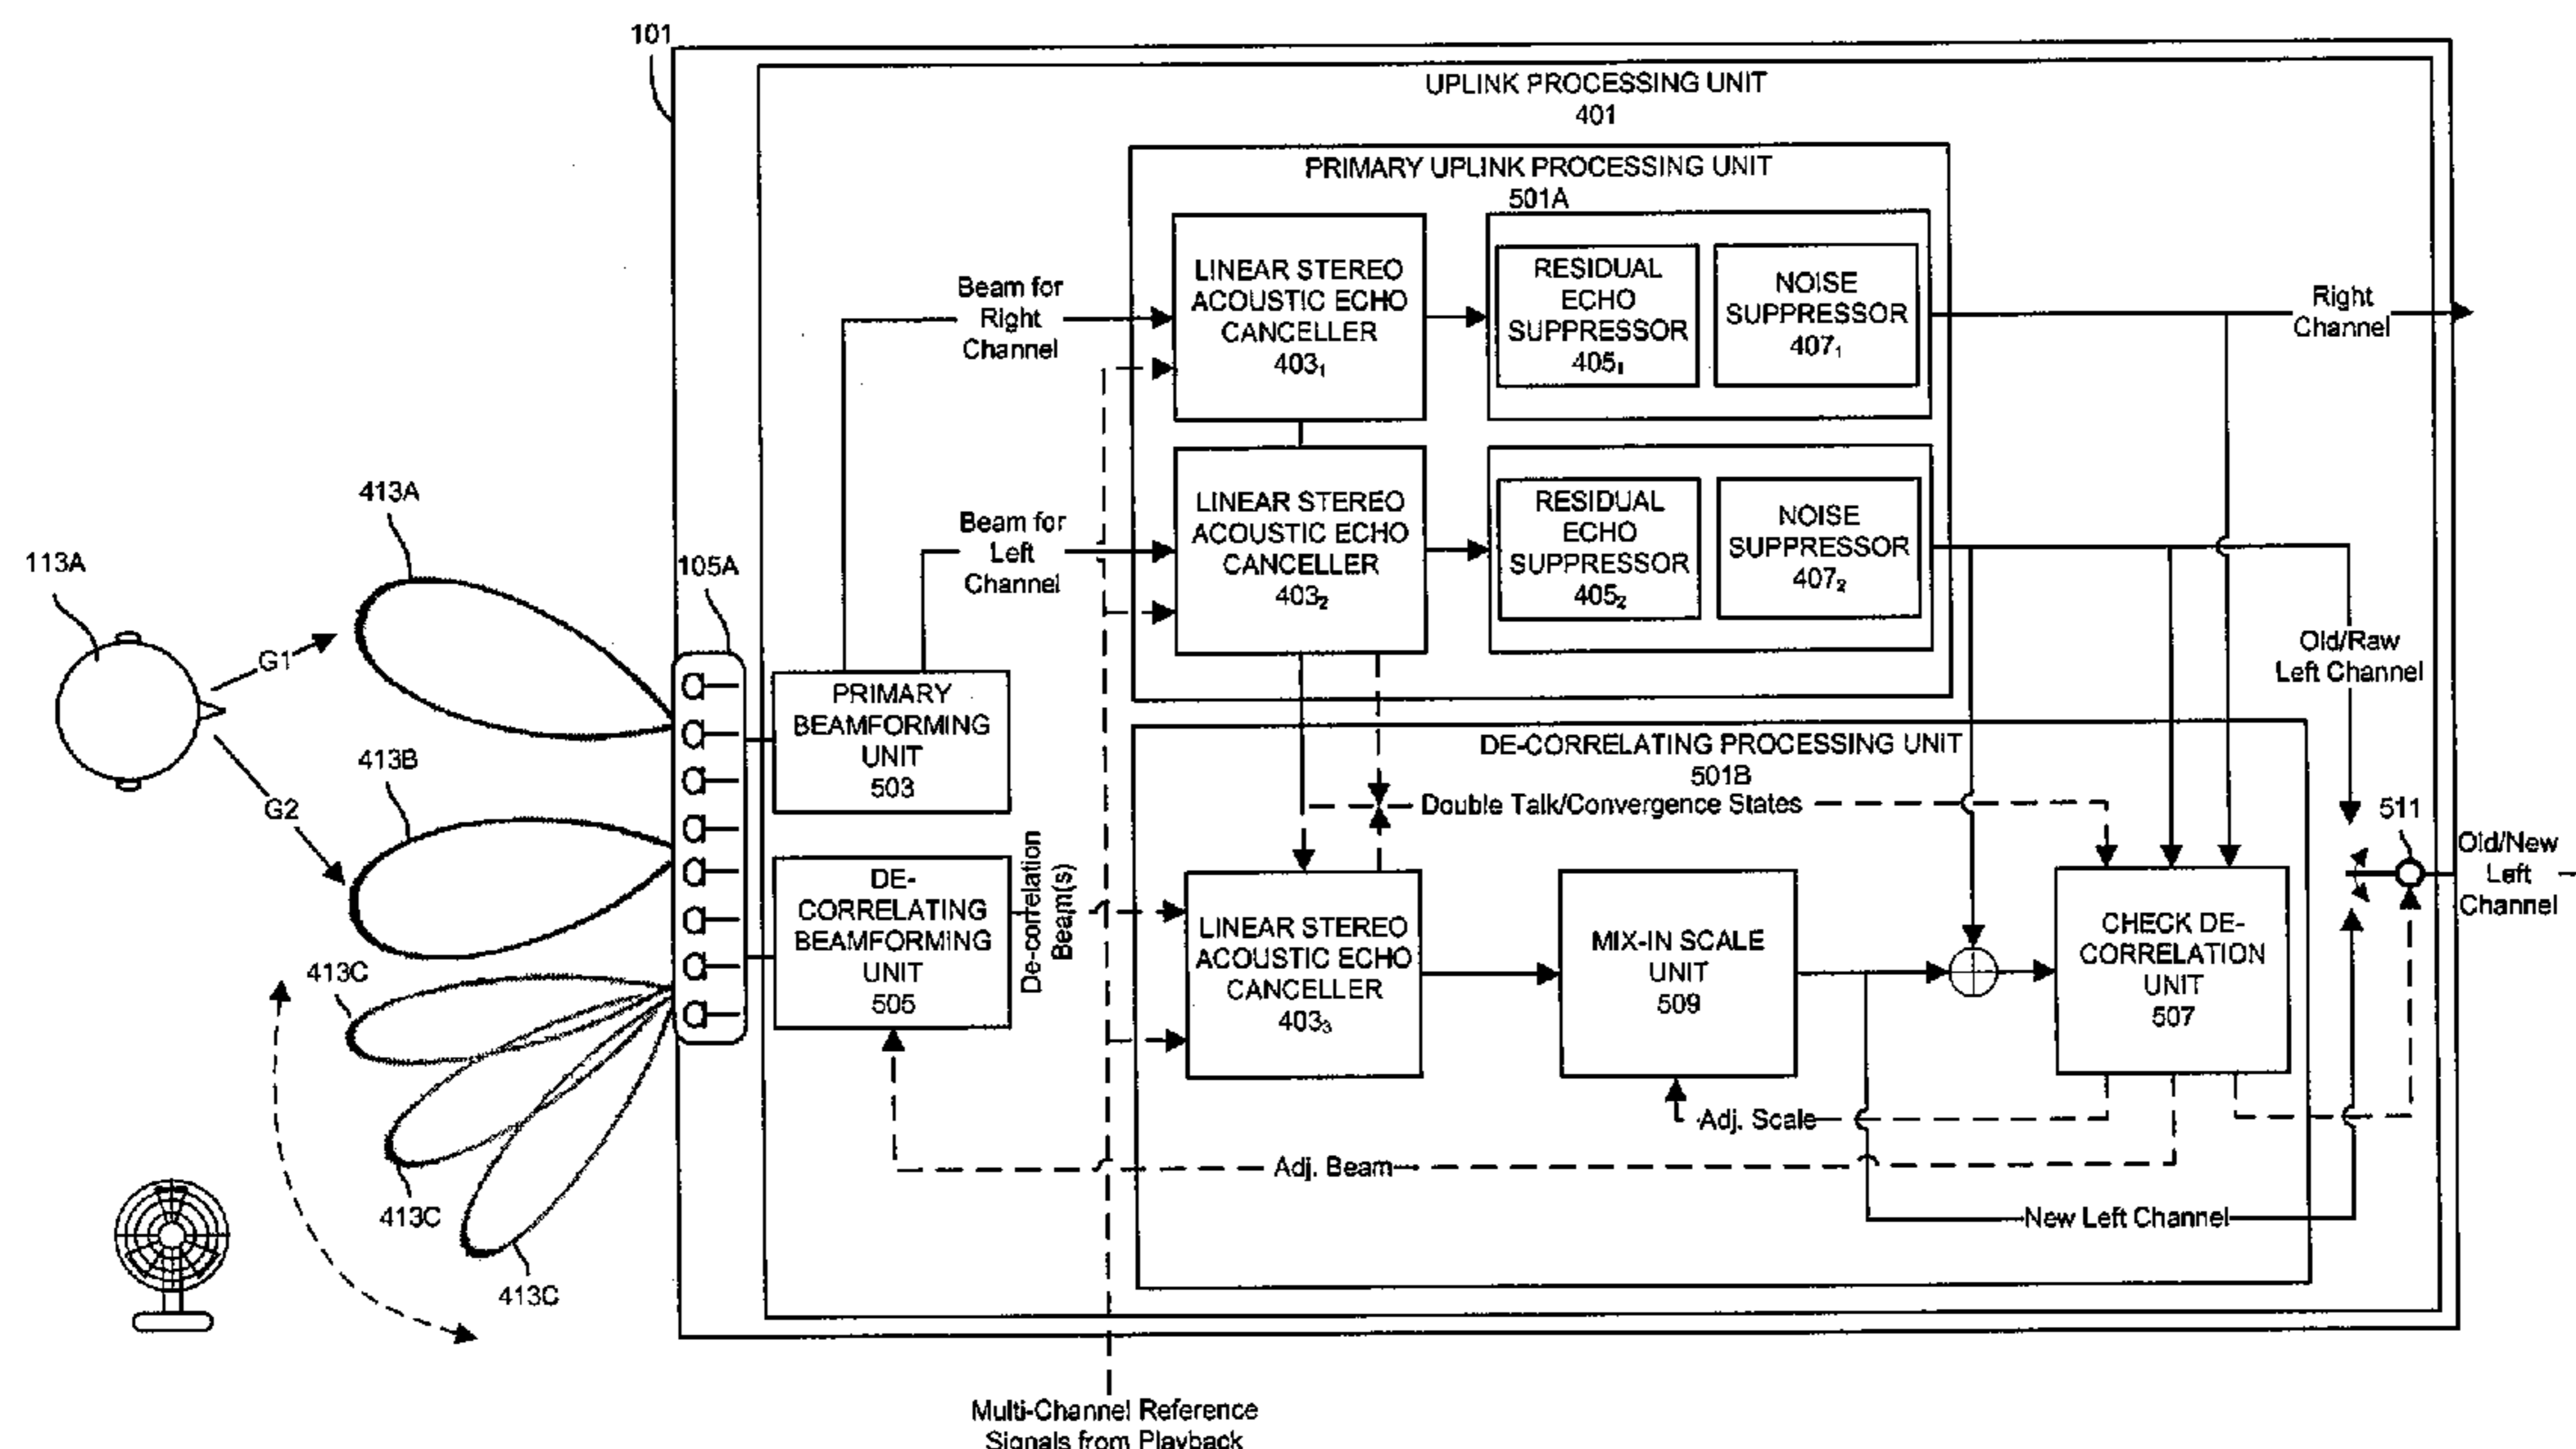 101
UPLINK PROCESSING UNIT
401
PRIMARY UPLINK PROCESSING UNIT
501A
LINEAR STEREO
ACOUSTIC ECHO
CANCELLER
403₁
RESIDUAL
ECHO
SUPPRESSOR
405₁
NOISE
SUPPRESSOR
407₁
Beam for
Right
Channel
Right
Channel
LINEAR STEREO
ACOUSTIC ECHO
CANCELLER
403₂
RESIDUAL
ECHO
SUPPRESSOR
405₂
NOISE
SUPPRESSOR
407₂
Beam for
Left
Channel
Old/Raw
Left Channel
413A
113A
G1
G2
413B
105A
PRIMARY
BEAMFORMING
UNIT
503
DE-CORRELATING PROCESSING UNIT
501B
Double Talk/Convergence States
511
Old/New
Left
Channel
DE-
CORRELATING
BEAMFORMING
UNIT
505
De-correlation
Beam(s)
LINEAR STEREO
ACOUSTIC ECHO
CANCELLER
403₃
MIX-IN SCALE
UNIT
509
CHECK DE-
CORRELATION
UNIT
507
413C
Adj. Scale
Adj. Beam
413C
New Left Channel
413C
Multi-Channel Reference
Signals from Playback